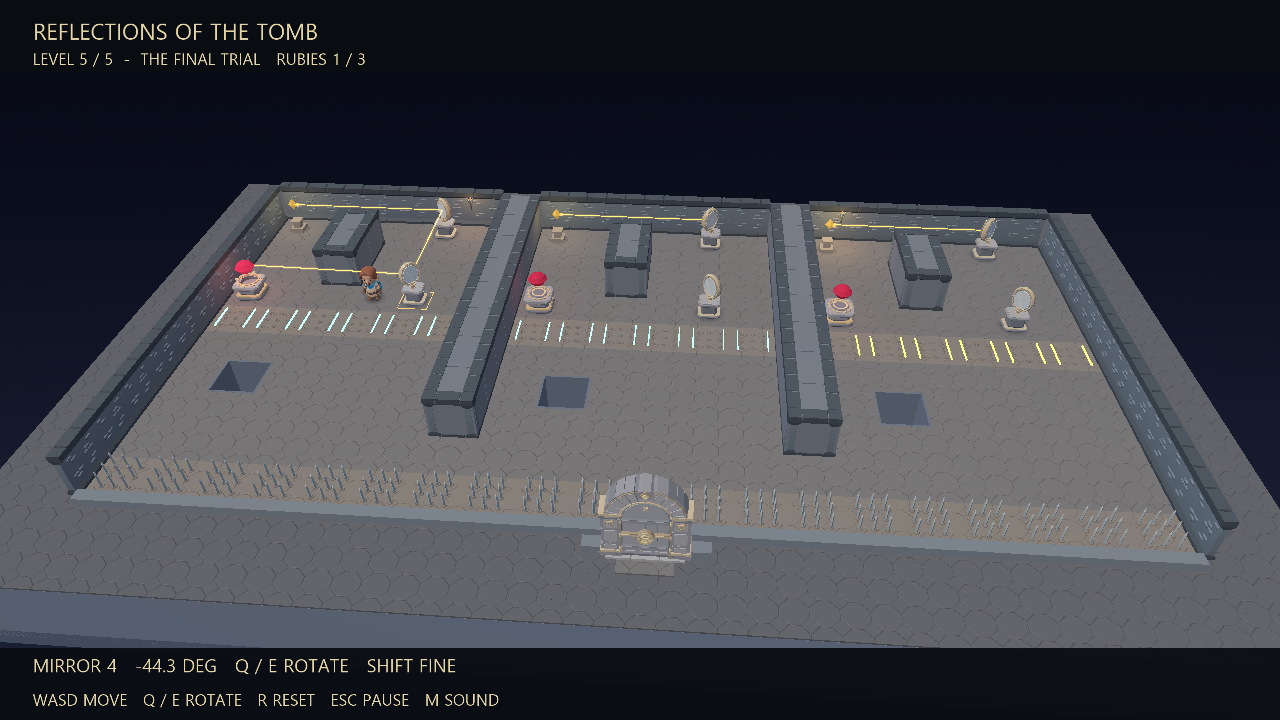 REFLECTIONS OF THE TOMB
LEVEL 5 / 5 - THE FINAL TRIAL RUBIES 1 / 3
MIRROR 4 -44.3 DEG Q / E ROTATE SHIFT FINE
WASD MOVE Q / E ROTATE R RESET ESC PAUSE M SOUND